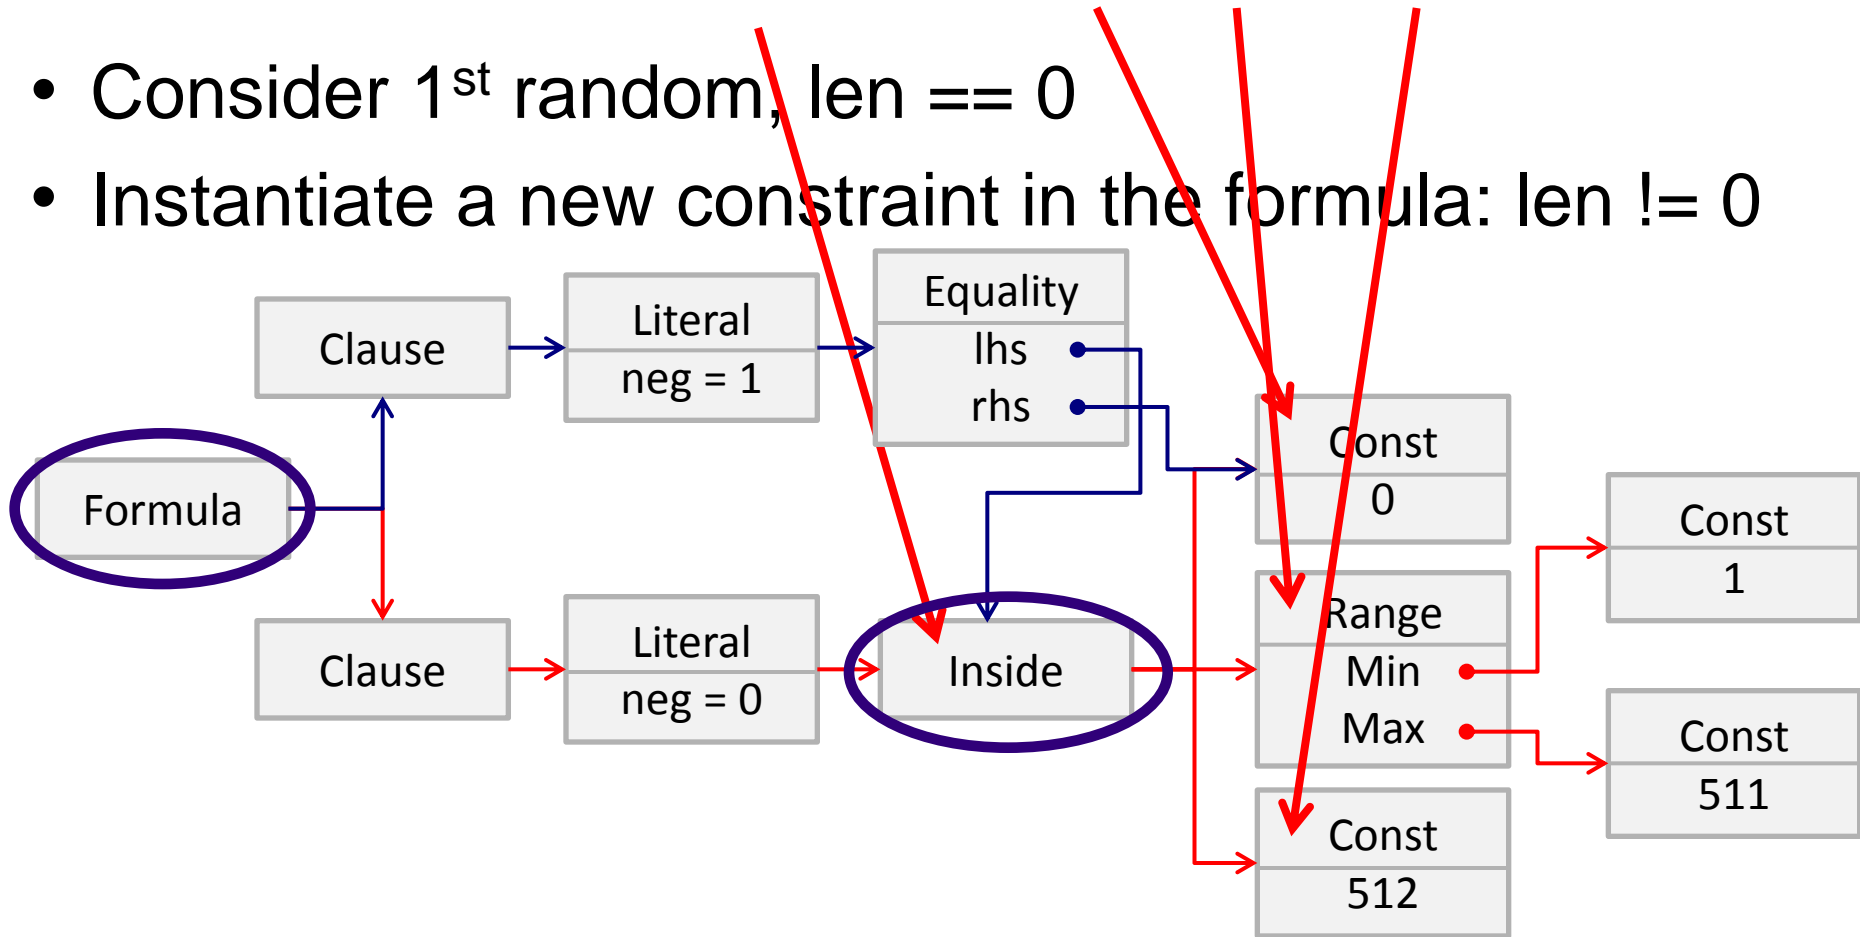 • Consider 1st random, len == 0
• Instantiate a new constraint in the formula: len != 0
Equality
lhs
rhs
Literal
neg = 1
Clause
Const
0
Formula
Const
1
Range
Min
Max
Literal
neg = 0
Clause
Inside
Const
511
Const
512